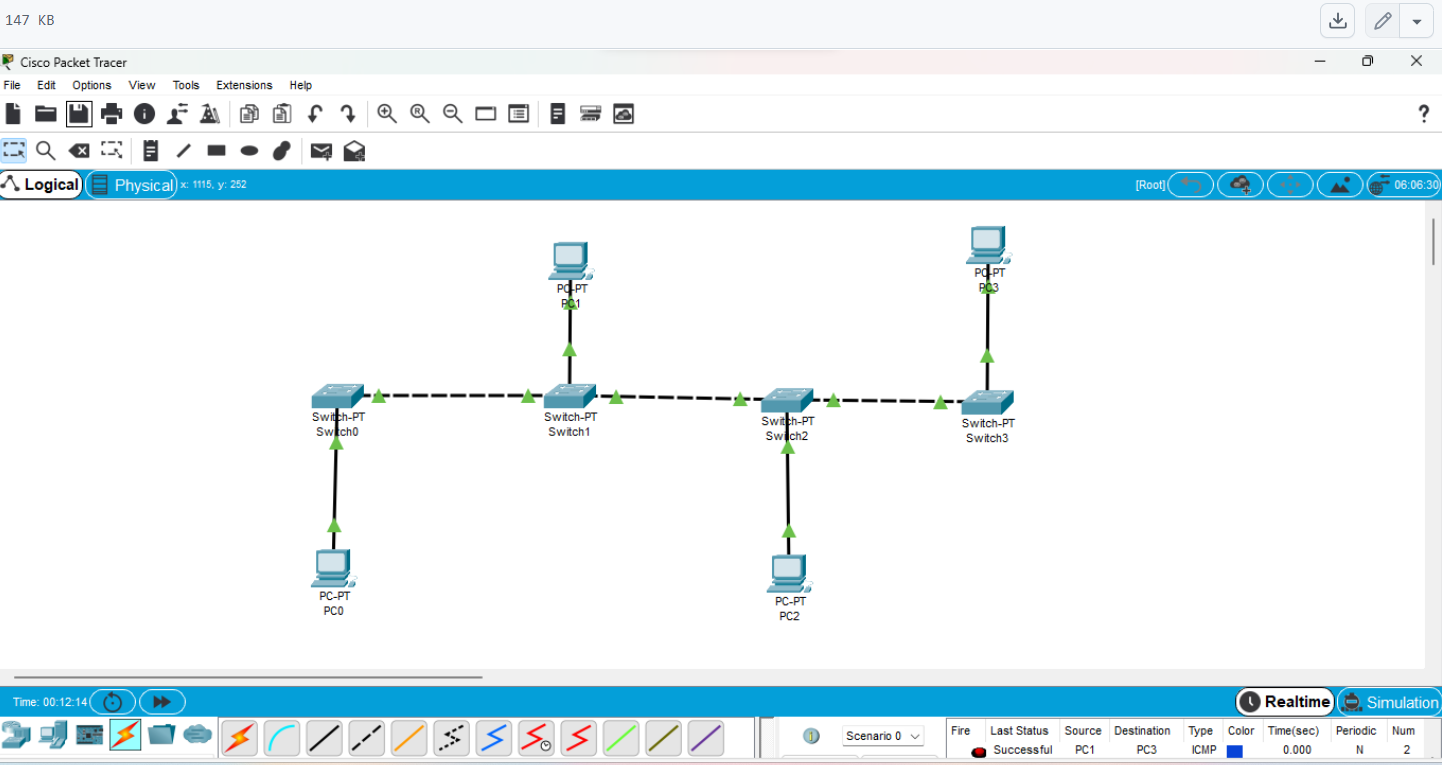 147 KB
Cisco Packet Tracer
File Edit Options View Tools Extensions Help
?
Logical Physical x: 1115, y: 252 [Root] 06:06:30
PC-PT
PC1
PC-PT
PC3
Switch-PT
Switch0
Switch-PT
Switch1
Switch-PT
Switch2
Switch-PT
Switch3
PC-PT
PC0
PC-PT
PC2
Time: 00:12:14 Realtime Simulation
Scenario 0
Fire Last Status Source Destination Type Color Time(sec) Periodic Num
Successful PC1 PC3 ICMP 0.000 N 2